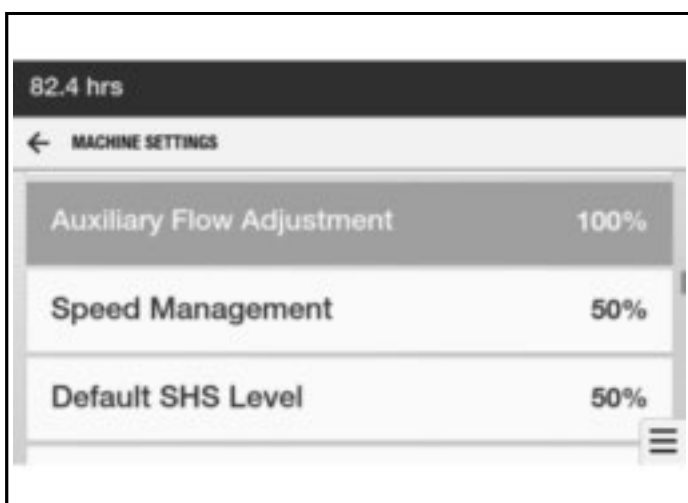 82.4 hrs
MACHINE SETTINGS
Auxiliary Flow Adjustment 100%
Speed Management 50%
Default SHS Level 50%